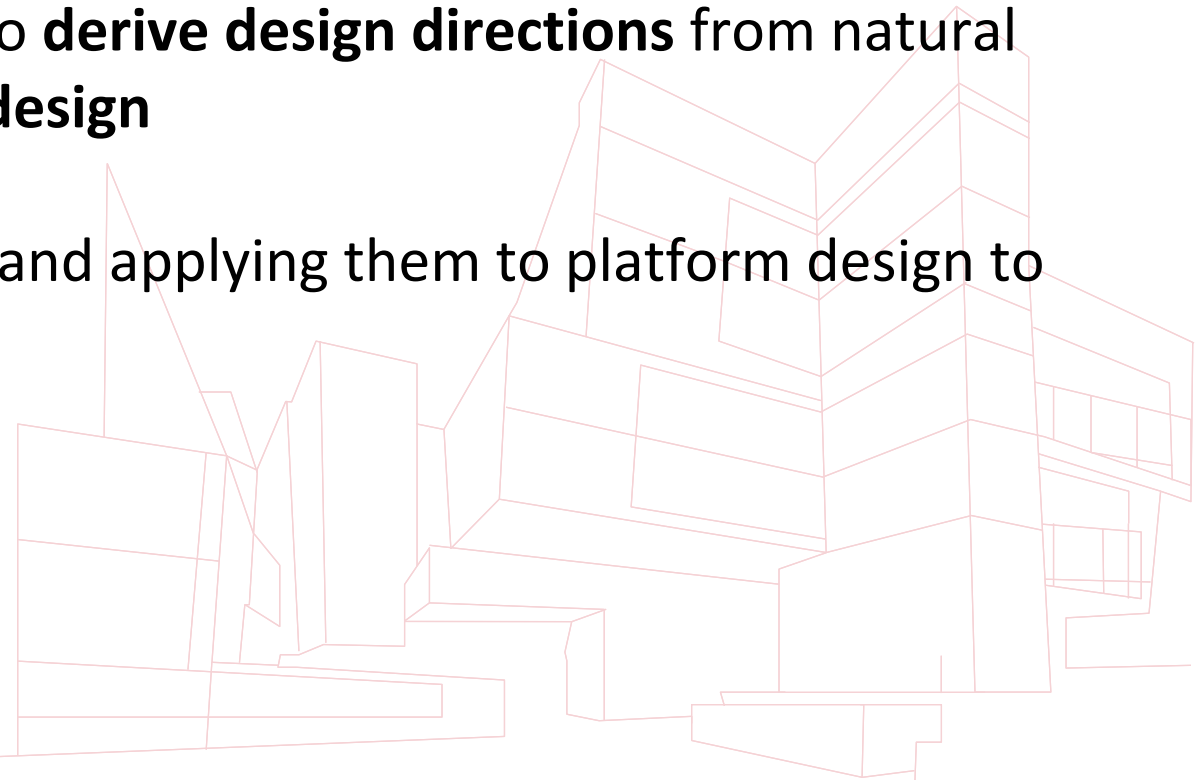 o derive design directions from natural
design
and applying them to platform design to